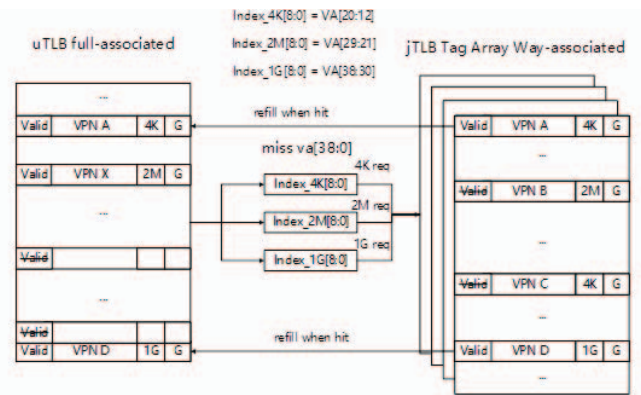 Index_4K[8:0] = VA[20:12]
uTLB full-associated
Index_2M[8:0] = VA[29:21]
jTLB Tag Array Way-associated
Index_1G[8:0] = VA[38:30]
...
refill when hit
Valid VPN A 4K G
Valid VPN A 4K G
miss va[38:0]
...
4K req
Valid VPN X 2M G
Index_4K[8:0]
Valid VPN B 2M G
2M req
...
Index_2M[8:0]
...
1G req
Valid
Index_1G[8:0]
Valid VPN C 4K G
...
...
Valid
refill when hit
Valid VPN D 1G G
Valid VPN D 1G G
...